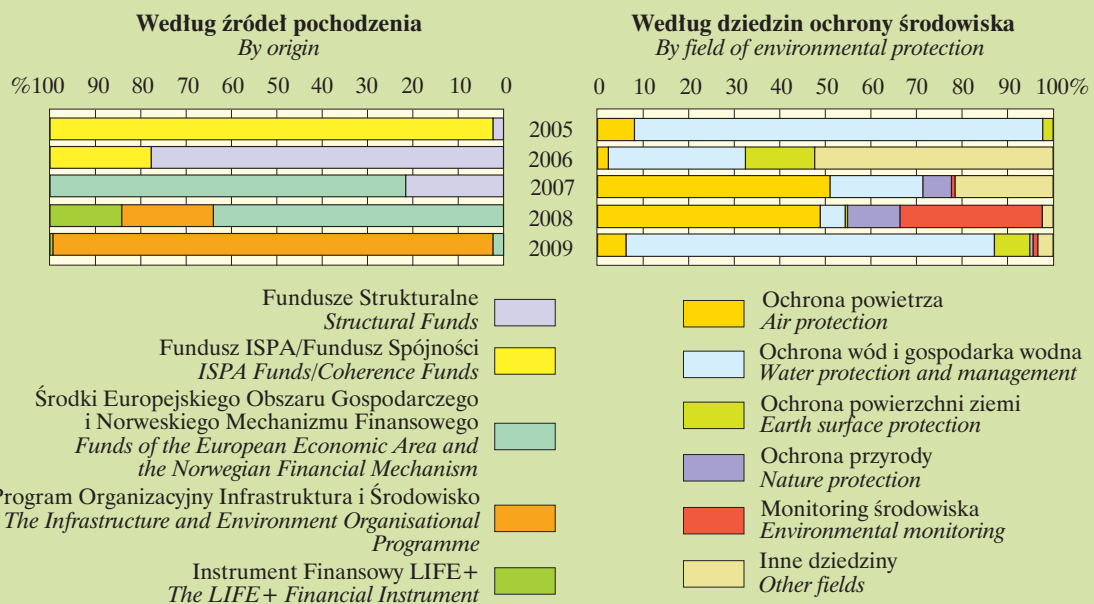 Według źródeł pochodzenia
By origin
%100 90 80 70 60 50 40 30 20 10 0
Według dziedzin ochrony środowiska
By field of environmental protection
0 10 20 30 40 50 60 70 80 90 100%
2005
2006
2007
2008
2009
Fundusze Strukturalne
Structural Funds
Fundusz ISPA/Fundusz Spójności
ISPA Funds/Coherence Funds
Środki Europejskiego Obszaru Gospodarczego
i Norweskiego Mechanizmu Finansowego
Funds of the European Economic Area and
the Norwegian Financial Mechanism
Program Organizacyjny Infrastruktura i Środowisko
The Infrastructure and Environment Organisational
Programme
Instrument Finansowy LIFE+
The LIFE+ Financial Instrument
Ochrona powietrza
Air protection
Ochrona wód i gospodarka wodna
Water protection and management
Ochrona powierzchni ziemi
Earth surface protection
Ochrona przyrody
Nature protection
Monitoring środowiska
Environmental monitoring
Inne dziedziny
Other fields